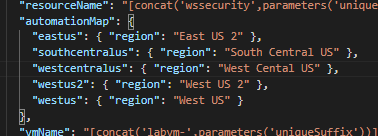 "resourceName": "[concat('wssecurity',parameters('unique
"automationMap": {
"eastus": { "region": "East US 2" },
"southcentralus": { "region": "South Central US" },
"westcentralus": { "region": "West Cental US" },
"westus2": { "region": "West US 2" },
"westus": { "region": "West US" }
},
"vmName": "[concat('labvm-',parameters('uniqueSuffix'))]